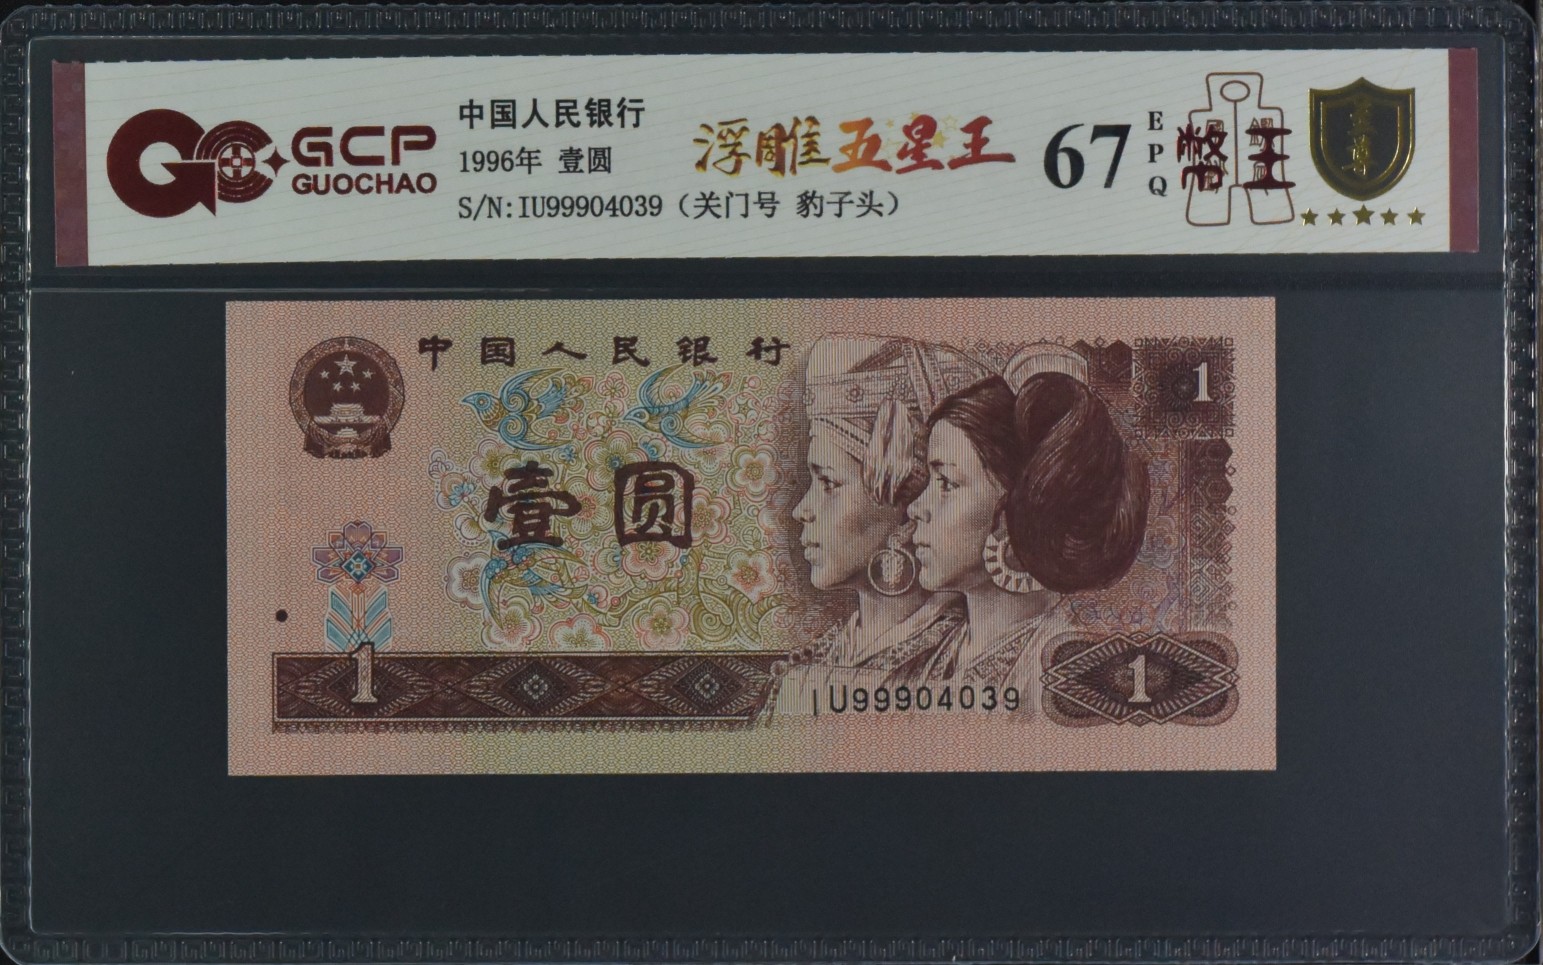 GCP
GUOCHAO
中国人民银行
1996年 壹圆
S/N:IU99904039（关门号 豹子头）
浮雕五星王
67
EPQ
至尊
中国人民银行
壹圆
1
1
1
IU99904039